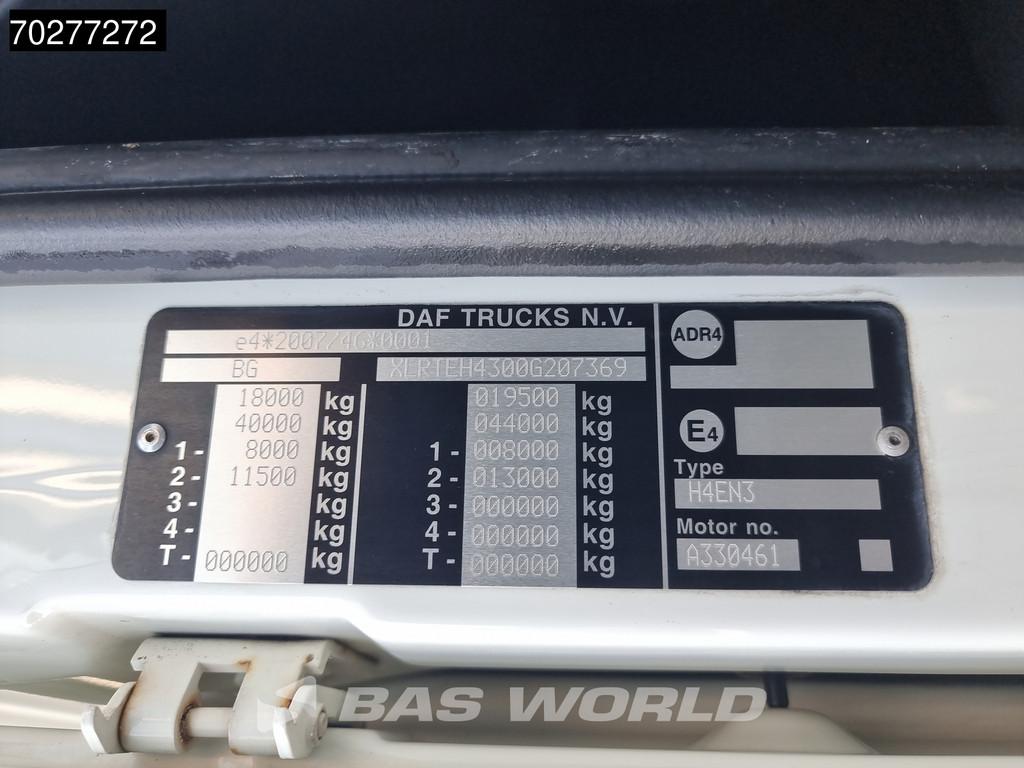 70277272
DAF TRUCKS N.V.
e4*2007/46*0001
BG XLRTEH4300G207369
18000 kg 019500 kg
40000 kg 044000 kg
1- 8000 kg 1- 008000 kg
2- 11500 kg 2- 013000 kg
3- kg 3- 000000 kg
4- kg 4- 000000 kg
T- 000000 kg T- 000000 kg
ADR4
E4
Type
H4EN3
Motor no.
A330461
BAS WORLD